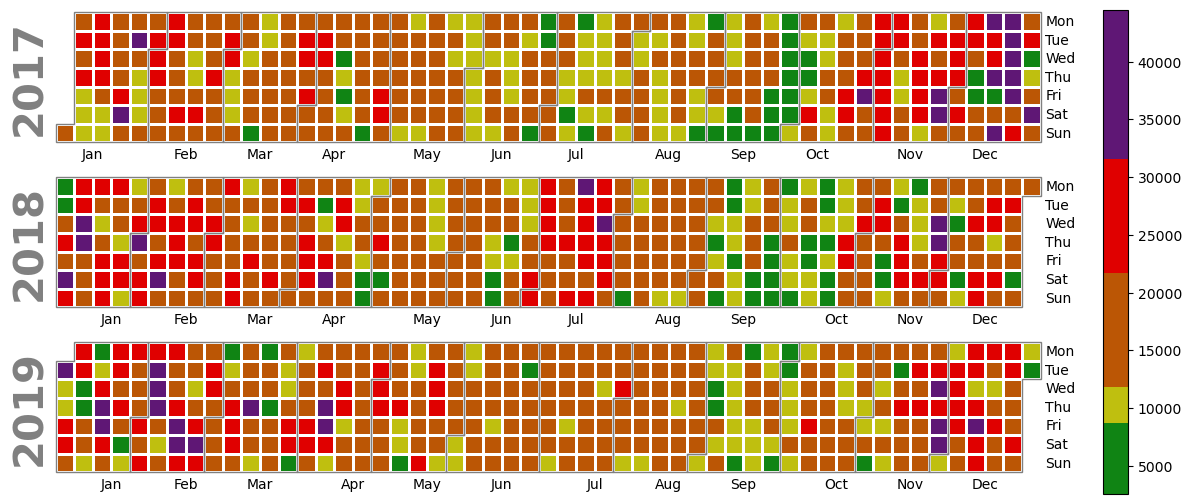 2017
Mon
Tue
Wed
Thu
Fri
Sat
Sun
Jan Feb Mar Apr May Jun Jul Aug Sep Oct Nov Dec
2018
Mon
Tue
Wed
Thu
Fri
Sat
Sun
Jan Feb Mar Apr May Jun Jul Aug Sep Oct Nov Dec
2019
Mon
Tue
Wed
Thu
Fri
Sat
Sun
Jan Feb Mar Apr May Jun Jul Aug Sep Oct Nov Dec
40000
35000
30000
25000
20000
15000
10000
5000